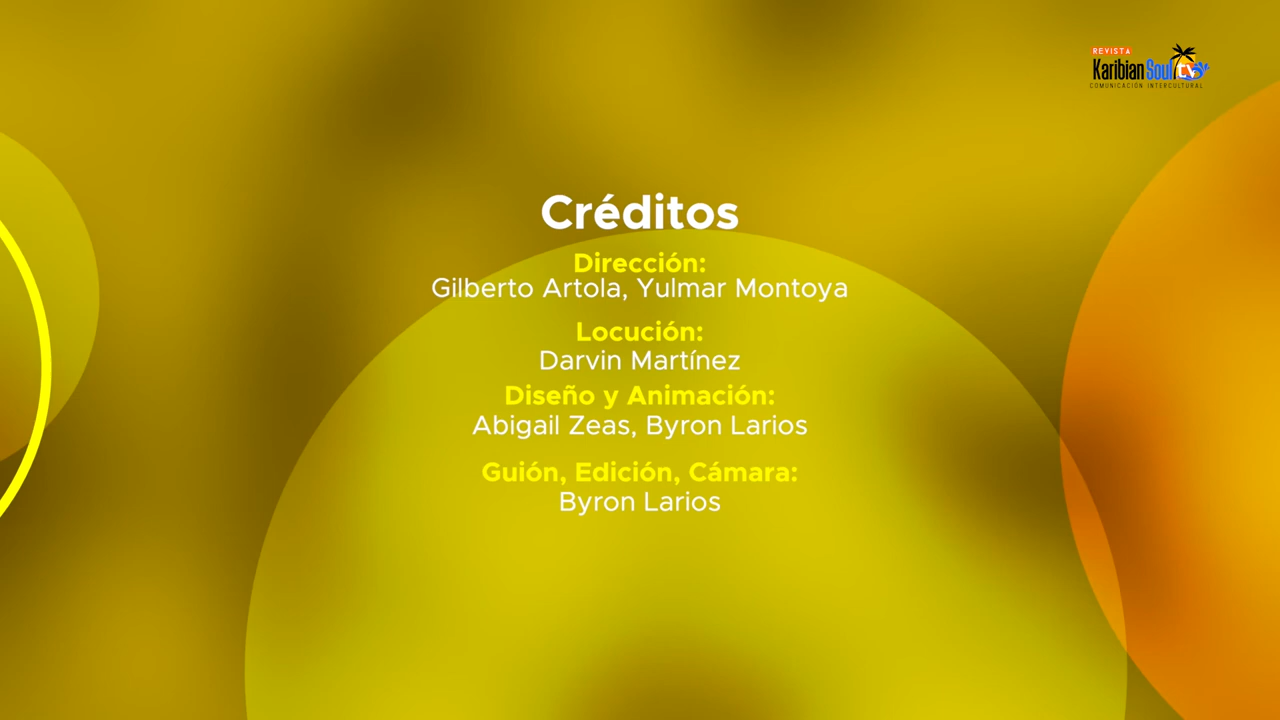 REVISTA
Karibian Soul TV
COMUNICACIÓN INTERCULTURAL
Créditos
Dirección:
Gilberto Artola, Yulmar Montoya
Locución:
Darvin Martínez
Diseño y Animación:
Abigail Zeas, Byron Larios
Guión, Edición, Cámara:
Byron Larios